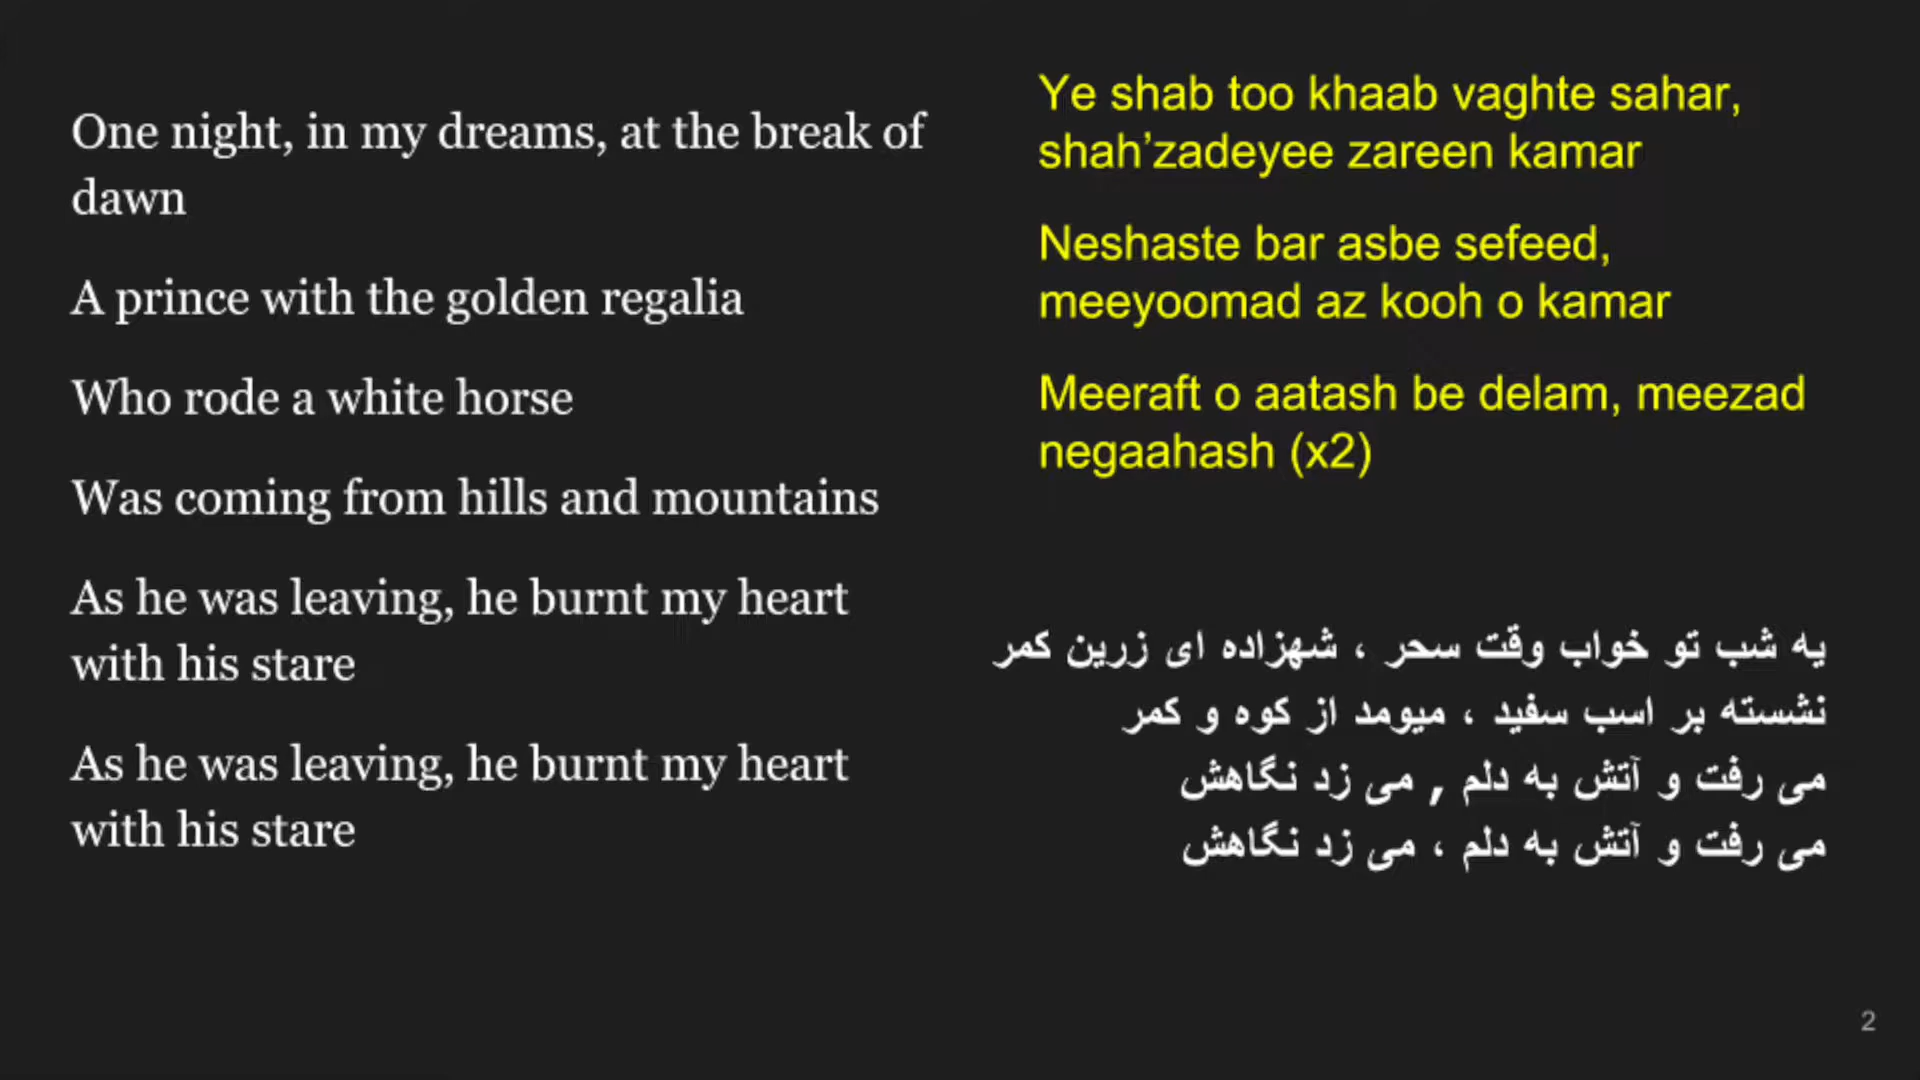 One night, in my dreams, at the break of
dawn
A prince with the golden regalia
Who rode a white horse
Was coming from hills and mountains
As he was leaving, he burnt my heart
with his stare
As he was leaving, he burnt my heart
with his stare
Ye shab too khaab vaghte sahar,
shah’zadeyee zareen kamar
Neshaste bar asbe sefeed,
meeyoomad az kooh o kamar
Meeraft o aatash be delam, meezad
negaahash (x2)
یه شب تو خواب وقت سحر ، شهزاده ای زرین کمر
نشسته بر اسب سفید ، میومد از کوه و کمر
می رفت و آتش به دلم , می زد نگاهش
می رفت و آتش به دلم ، می زد نگاهش
2